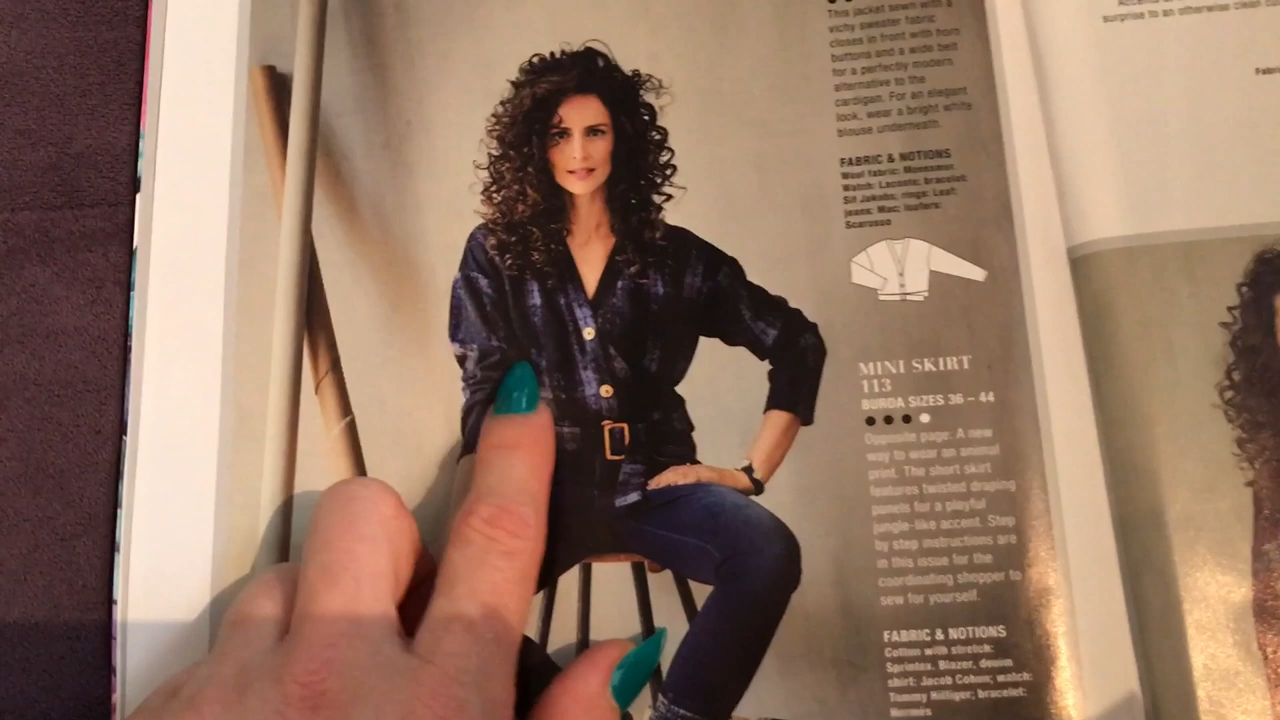 This jacket sewn with a
vichy sweater fabric
closes in front with horn
buttons and a wide belt
for a perfectly modern
alternative to the
cardigan. For an elegant
look, wear a bright white
blouse underneath.
FABRIC & NOTIONS
Wool fabric:
Watch: Lacoste; bracelet:
Sif Jakobs; rings: Leaf;
jeans: Mac; loafers:
Scarosso
MINI SKIRT
113
BURDA SIZES 36 – 44
Opposite page: A new
way to wear an animal
print. The short skirt
features twisted draping
panels for a playful
jungle-like accent. Step
by step instructions are
in this issue for the
coordinating shopper to
sew for yourself.
FABRIC & NOTIONS
Cotton with stretch:
Sprintex. Blazer, denim
shirt: Jacob Cohen; watch:
Tommy Hilfiger; bracelet:
Hermès
surprise to an otherwise clean